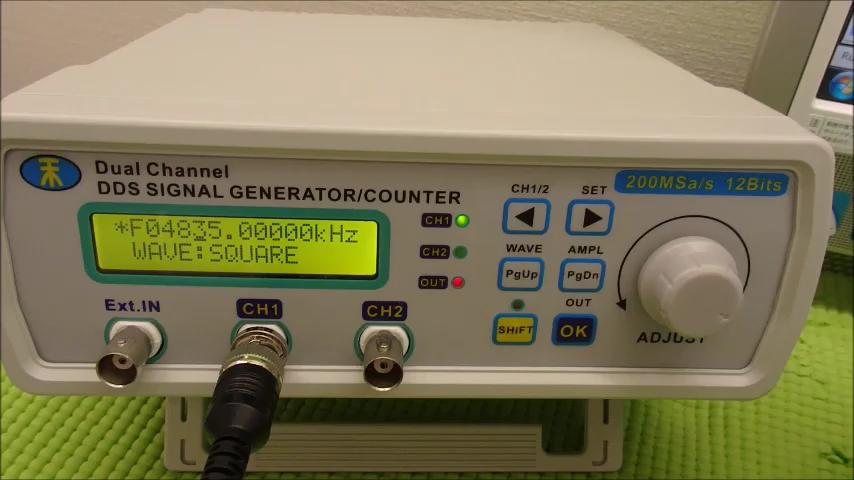 天
Dual Channel
DDS SIGNAL GENERATOR/COUNTER
200MSa/s 12Bits
*F04835.00000kHz
WAVE:SQUARE
CH1
CH2
OUT
CH1/2
SET
WAVE
AMPL
PgUp
PgDn
OUT
SHIFT
OK
ADJUST
Ext.IN
CH1
CH2